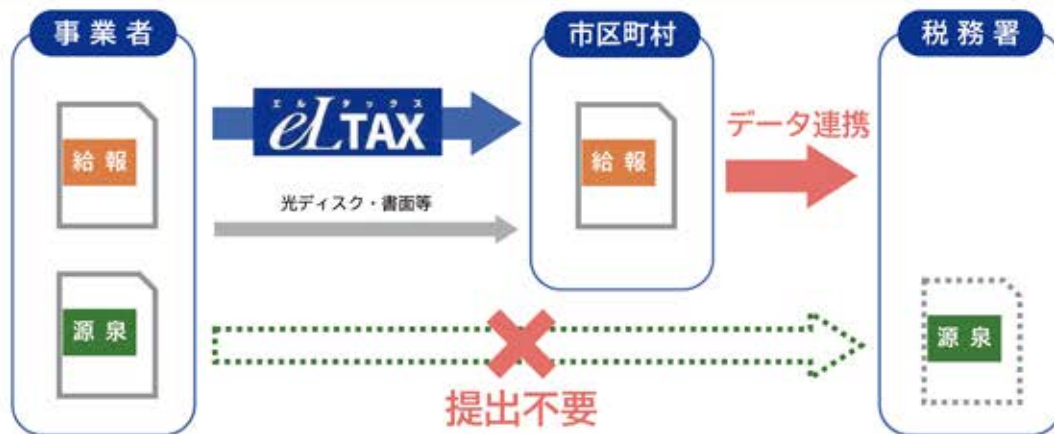 事業者
市区町村
税務署
エルタックス
eLTAX
データ連携
給報
給報
光ディスク・書面等
源泉
源泉
提出不要